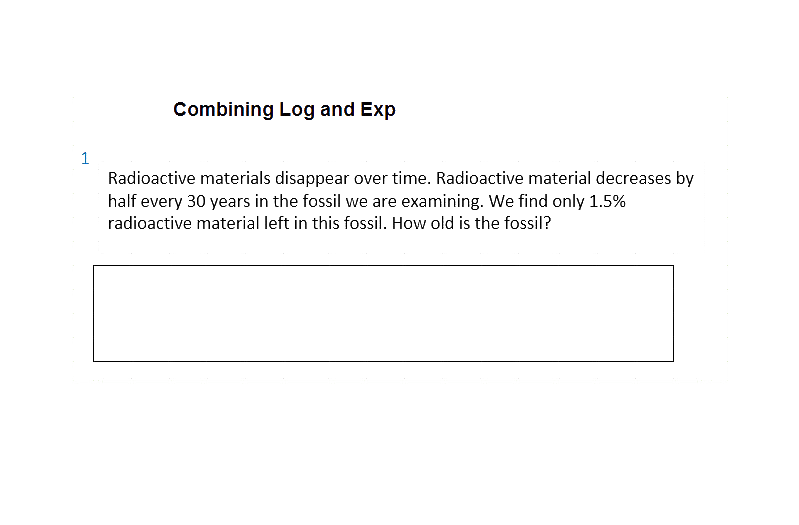 Combining Log and Exp
1
Radioactive materials disappear over time. Radioactive material decreases by
half every 30 years in the fossil we are examining. We find only 1.5%
radioactive material left in this fossil. How old is the fossil?